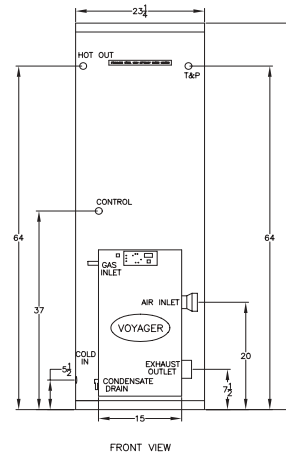 23 1/4
HOT OUT
T&P
CONTROL
64
64
37
GAS
INLET
AIR INLET
VOYAGER
COLD
IN
5 1/2
EXHAUST
OUTLET
CONDENSATE
DRAIN
20
7 1/2
15
FRONT VIEW